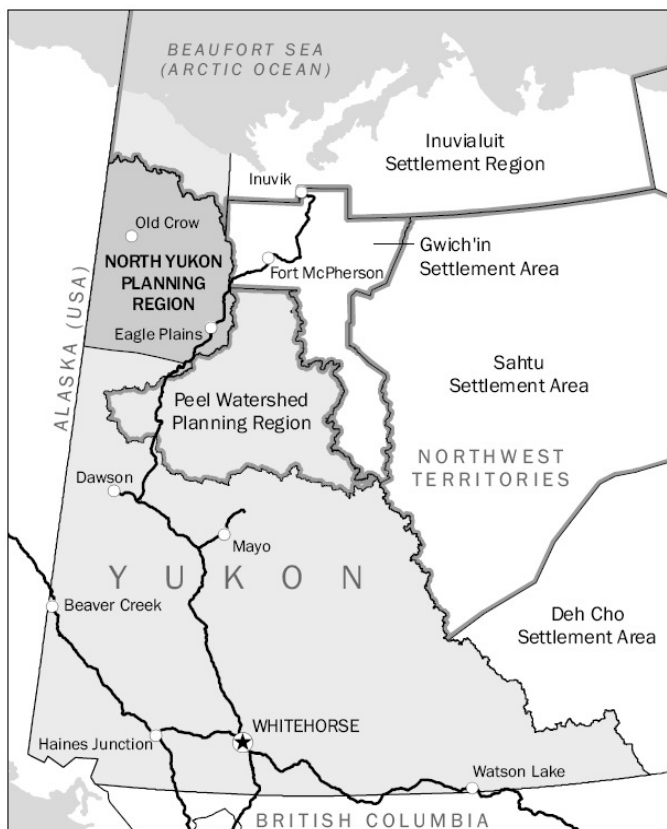 BEAUFORT SEA
(ARCTIC OCEAN)
Inuvialuit
Settlement Region
Inuvik
Old Crow
Gwich'in
Settlement Area
NORTH YUKON
PLANNING
REGION
Fort McPherson
ALASKA (USA)
Eagle Plains
Sahtu
Settlement Area
Peel Watershed
Planning Region
NORTHWEST
TERRITORIES
Dawson
Mayo
YUKON
Beaver Creek
Deh Cho
Settlement Area
WHITEHORSE
Haines Junction
Watson Lake
BRITISH COLUMBIA